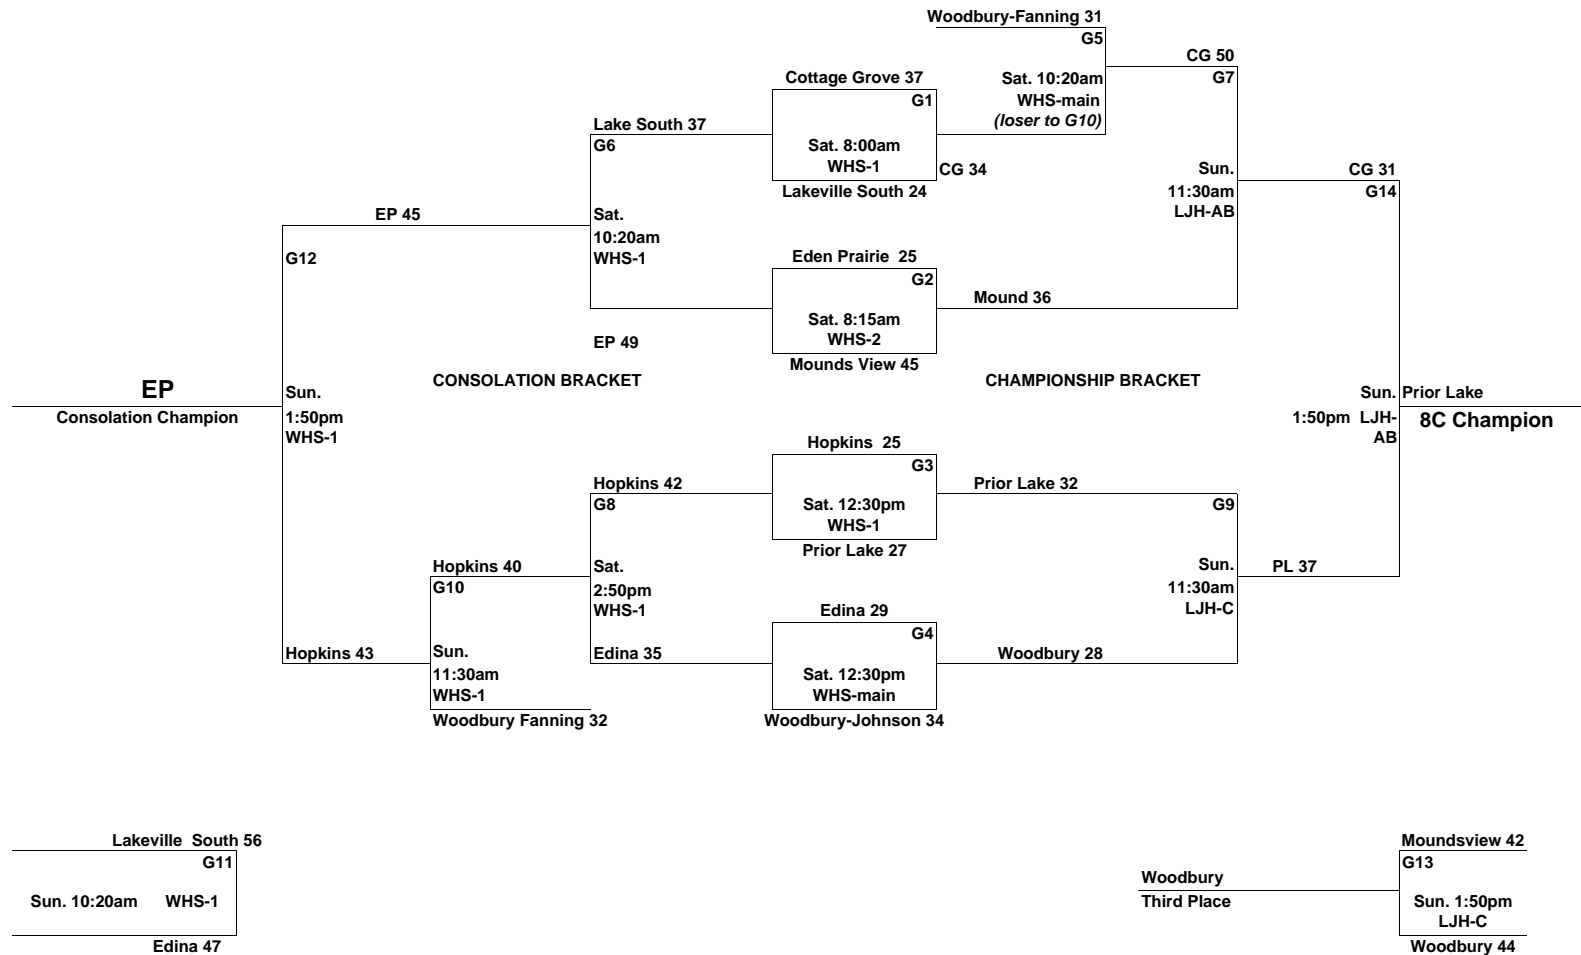 Woodbury-Fanning 31
G5
CG 50
G7
Cottage Grove 37
G1
Sat. 10:20am
WHS-main
(loser to G10)
Lake South 37
G6
Sat. 8:00am
WHS-1
CG 34
Lakeville South 24
Sun.
11:30am
LJH-AB
CG 31
G14
EP 45
Sat.
10:20am
WHS-1
G12
Eden Prairie 25
G2
Mound 36
Sat. 8:15am
WHS-2
EP 49
Mounds View 45
EP
Consolation Champion
Sun.
1:50pm
WHS-1
CONSOLATION BRACKET
CHAMPIONSHIP BRACKET
Sun.
1:50pm LJH-
AB
Prior Lake
8C Champion
Hopkins 25
G3
Hopkins 42
G8
Sat. 12:30pm
WHS-1
Prior Lake 27
Prior Lake 32
G9
Hopkins 40
G10
Sat.
2:50pm
WHS-1
Sun.
11:30am
LJH-C
PL 37
Edina 29
G4
Hopkins 43
Sun.
11:30am
WHS-1
Edina 35
Sat. 12:30pm
WHS-main
Woodbury 28
Woodbury Fanning 32
Woodbury-Johnson 34
Lakeville South 56
G11
Sun. 10:20am WHS-1
Edina 47
Moundsview 42
G13
Woodbury
Third Place
Sun. 1:50pm
LJH-C
Woodbury 44